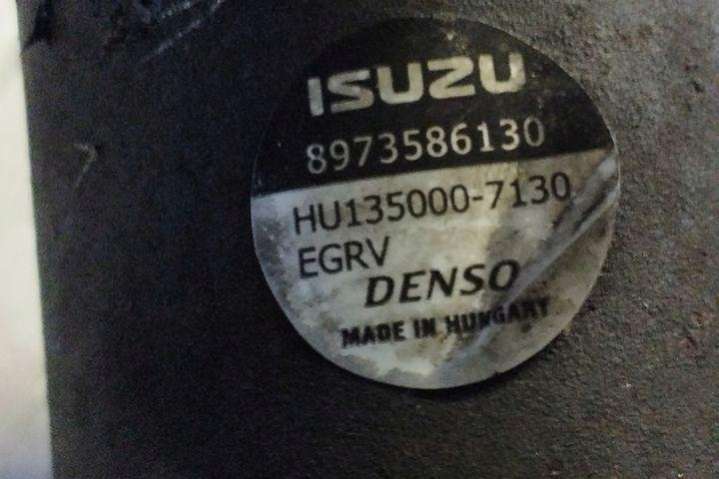 ISUZU
8973586130
HU135000-7130
EGRV
DENSO
MADE IN HUNGARY